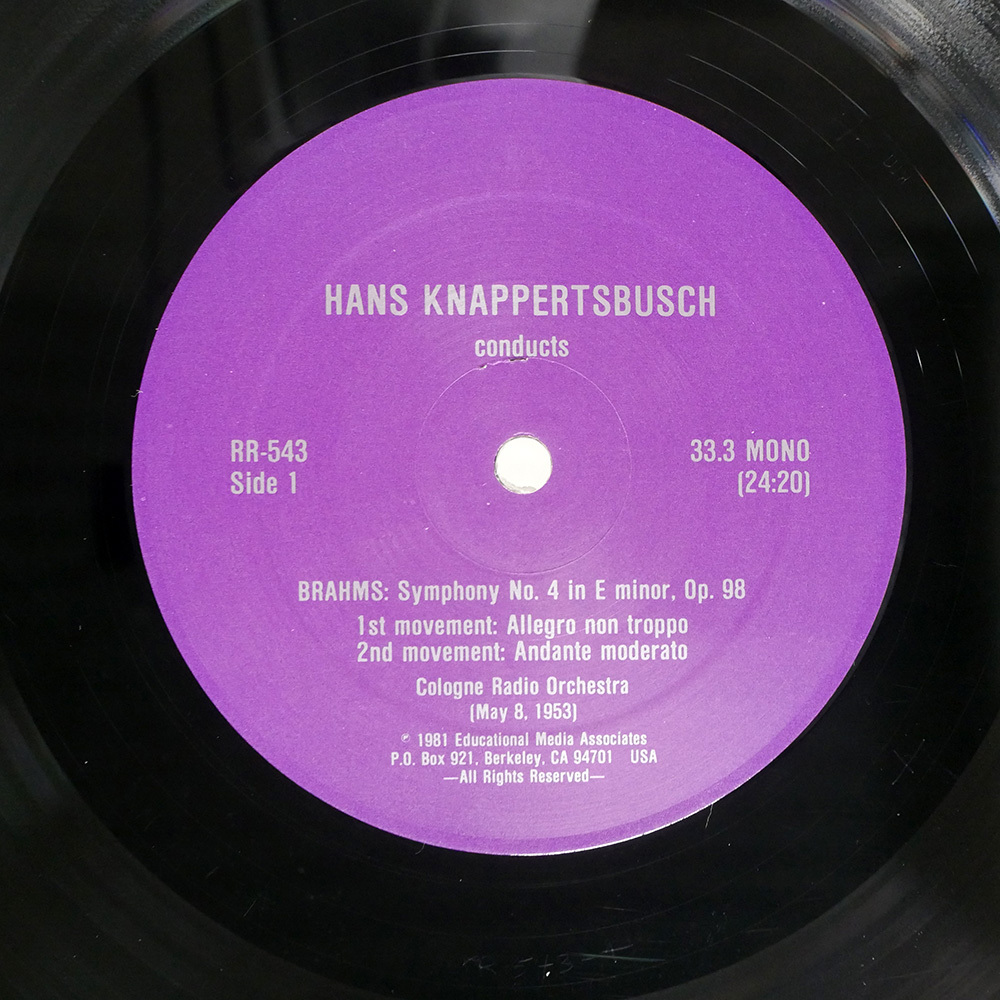 HANS KNAPPERTSBUSCH
conducts
RR-543
Side 1
33.3 MONO
(24:20)
BRAHMS: Symphony No. 4 in E minor, Op. 98
1st movement: Allegro non troppo
2nd movement: Andante moderato
Cologne Radio Orchestra
(May 8, 1953)
℗ 1981 Educational Media Associates
P.O. Box 921, Berkeley, CA 94701 USA
—All Rights Reserved—